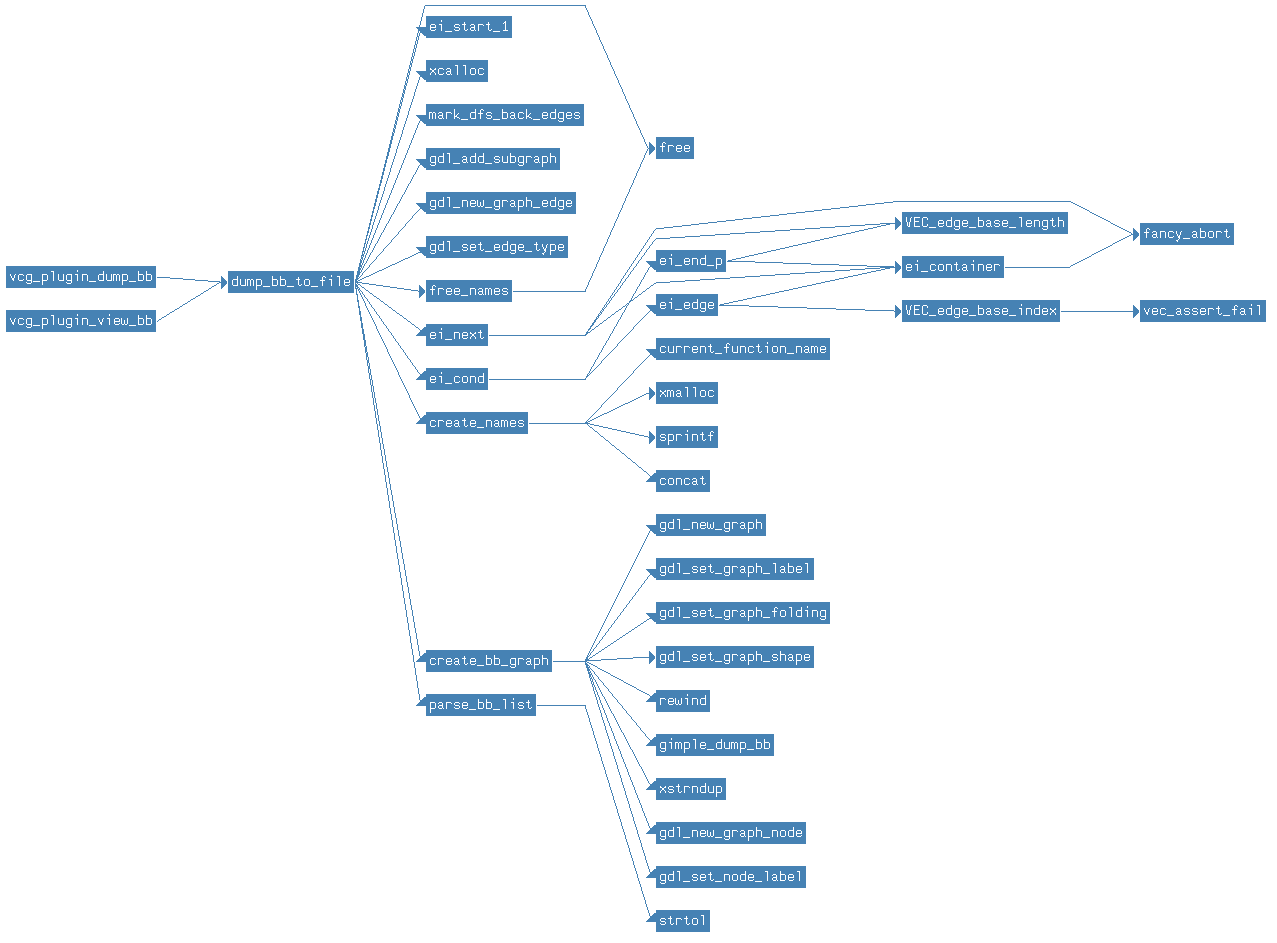 vcg_plugin_dump_bb
vcg_plugin_view_bb
dump_bb_to_file
ei_start_1
xcalloc
mark_dfs_back_edges
gdl_add_subgraph
gdl_new_graph_edge
gdl_set_edge_type
free_names
ei_next
ei_cond
create_names
create_bb_graph
parse_bb_list
free
ei_end_p
ei_edge
current_function_name
xmalloc
sprintf
concat
gdl_new_graph
gdl_set_graph_label
gdl_set_graph_folding
gdl_set_graph_shape
rewind
gimple_dump_bb
xstrndup
gdl_new_graph_node
gdl_set_node_label
strtol
VEC_edge_base_length
ei_container
VEC_edge_base_index
fancy_abort
vec_assert_fail